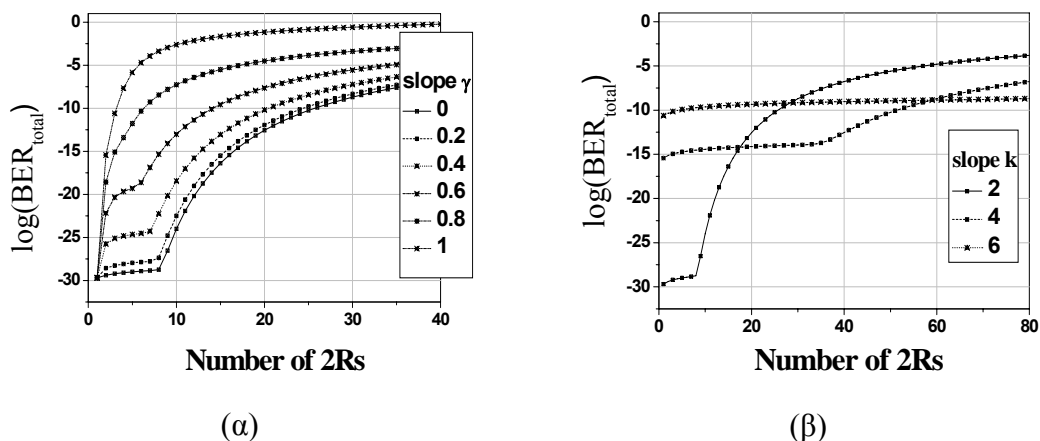 0
-5
-10
-15
-20
-25
-30
0 10 20 30 40
log(BER_total)
Number of 2Rs
slope γ
0
0.2
0.4
0.6
0.8
1
(α)
0
-5
-10
-15
-20
-25
-30
0 20 40 60 80
log(BER_total)
Number of 2Rs
slope k
2
4
6
(β)